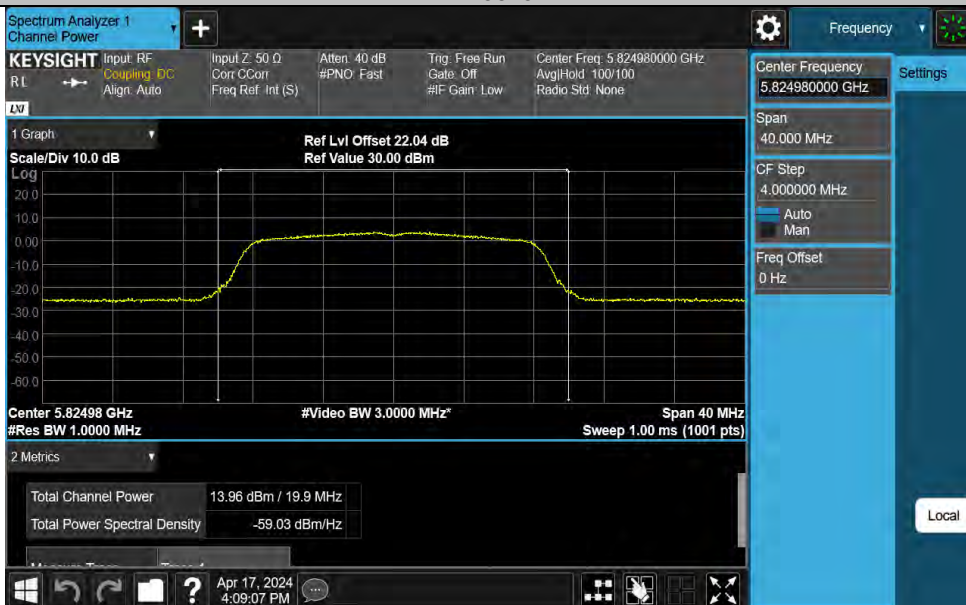 Spectrum Analyzer 1
Channel Power
+
Frequency
KEYSIGHT
Input: RF
Coupling: DC
Align: Auto
Input Z: 50 Ω
Corr CCorr
Freq Ref: Int (S)
Atten: 40 dB
#PNO: Fast
Trig: Free Run
Gate: Off
#IF Gain: Low
Center Freq: 5.824980000 GHz
Avg|Hold: 100/100
Radio Std: None
RL
LXI
Center Frequency
5.824980000 GHz
Settings
Span
40.000 MHz
CF Step
4.000000 MHz
Auto
Man
Freq Offset
0 Hz
1 Graph
Scale/Div 10.0 dB
Ref Lvl Offset 22.04 dB
Ref Value 30.00 dBm
Log
20.0
10.0
0.00
-10.0
-20.0
-30.0
-40.0
-50.0
-60.0
Center 5.82498 GHz
#Video BW 3.0000 MHz*
Span 40 MHz
#Res BW 1.0000 MHz
Sweep 1.00 ms (1001 pts)
2 Metrics
Total Channel Power 13.96 dBm / 19.9 MHz
Total Power Spectral Density -59.03 dBm/Hz
Local
?
Apr 17, 2024
4:09:07 PM